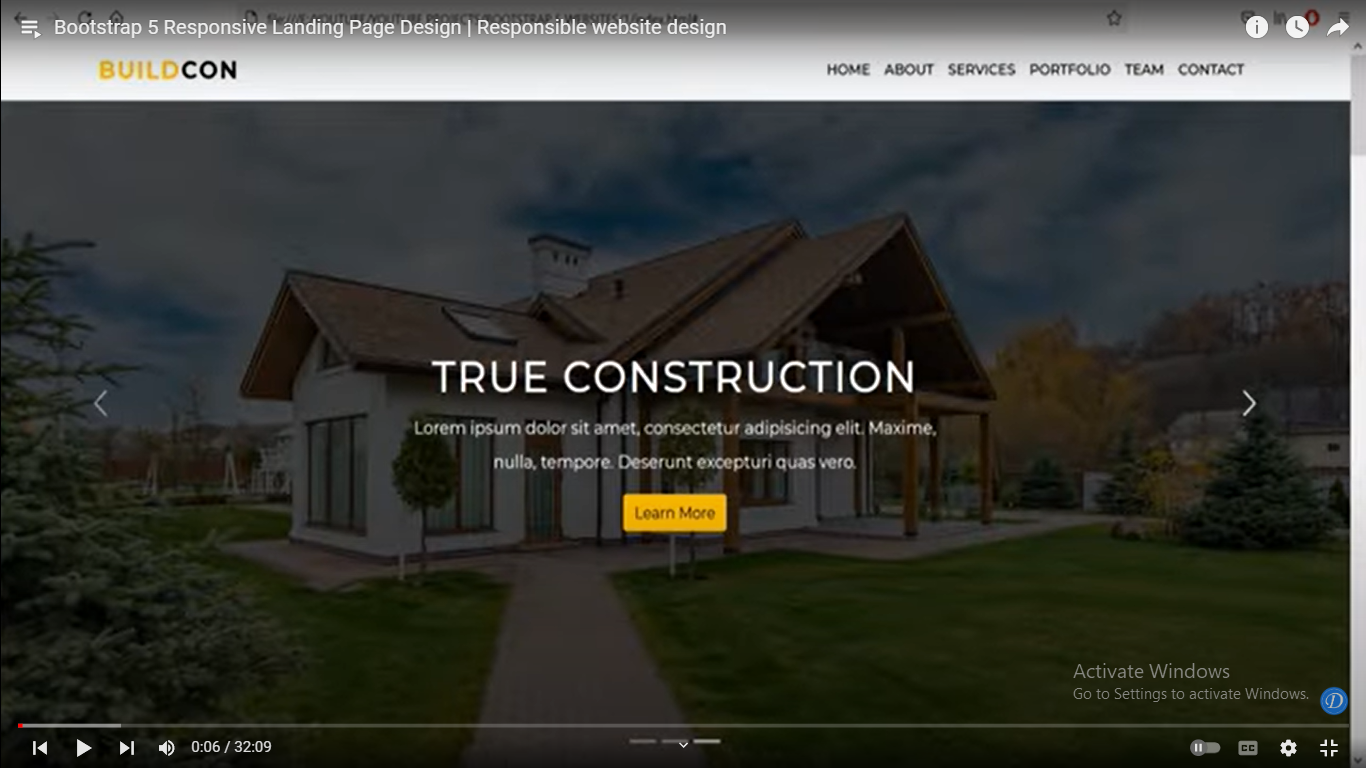 Bootstrap 5 Responsive Landing Page Design | Responsible website design
BUILDCON
HOME ABOUT SERVICES PORTFOLIO TEAM CONTACT
TRUE CONSTRUCTION
Lorem ipsum dolor sit amet, consectetur adipisicing elit. Maxime,
nulla, tempore. Deserunt excepturi quas vero.
Learn More
Activate Windows
Go to Settings to activate Windows.
D
0:06 / 32:09
CC